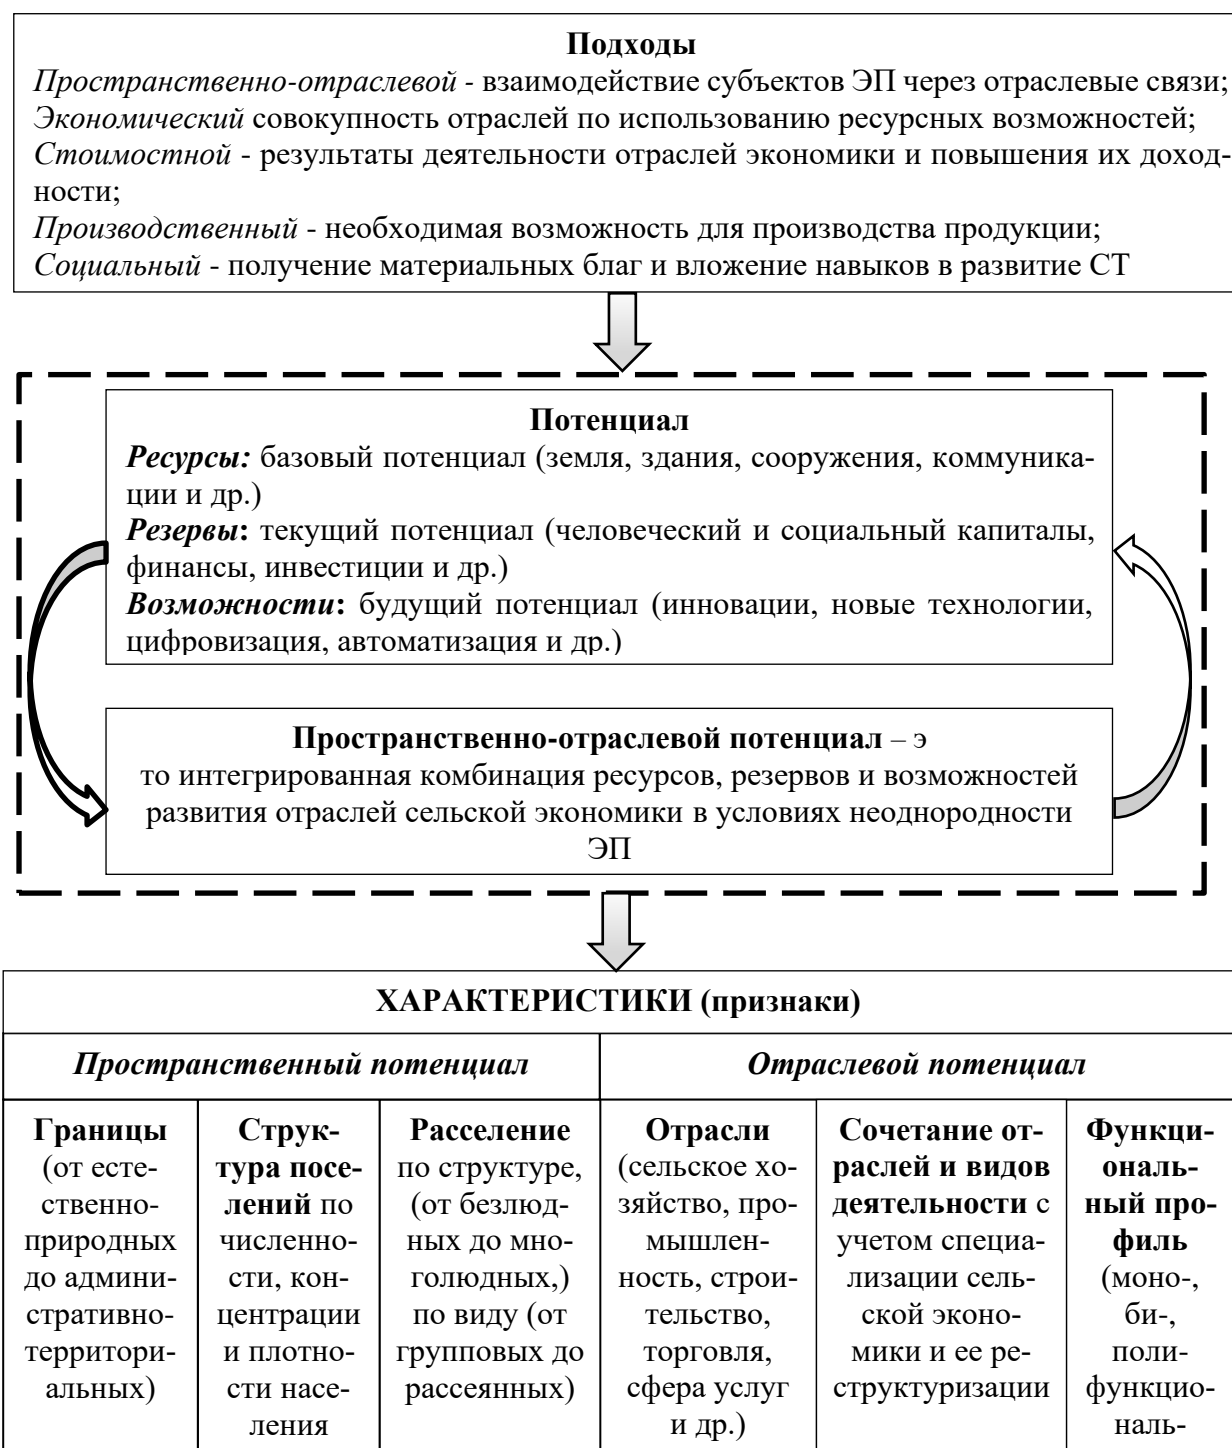 Подходы
Пространственно-отраслевой - взаимодействие субъектов ЭП через отраслевые связи;
Экономический совокупность отраслей по использованию ресурсных возможностей;
Стоимостной - результаты деятельности отраслей экономики и повышения их доход-
ности;
Производственный - необходимая возможность для производства продукции;
Социальный - получение материальных благ и вложение навыков в развитие СТ
Потенциал
Ресурсы: базовый потенциал (земля, здания, сооружения, коммуника-
ции и др.)
Резервы: текущий потенциал (человеческий и социальный капиталы,
финансы, инвестиции и др.)
Возможности: будущий потенциал (инновации, новые технологии,
цифровизация, автоматизация и др.)
Пространственно-отраслевой потенциал – э
то интегрированная комбинация ресурсов, резервов и возможностей
развития отраслей сельской экономики в условиях неоднородности
ЭП
ХАРАКТЕРИСТИКИ (признаки)
Пространственный потенциал
Отраслевой потенциал
Границы
(от есте-
ственно-
природных
до админи-
стративно-
территори-
альных)
Струк-
тура посе-
лений по
численно-
сти, кон-
центрации
и плотно-
сти насе-
ления
Расселение
по структуре,
(от безлюд-
ных до мно-
голюдных,)
по виду (от
групповых до
рассеянных)
Отрасли
(сельское хо-
зяйство, про-
мышлен-
ность, строи-
тельство,
торговля,
сфера услуг
и др.)
Сочетание от-
раслей и видов
деятельности с
учетом специа-
лизации сель-
ской эконо-
мики и ее ре-
структуризации
Функци-
ональ-
ный про-
филь
(моно-,
би-,
поли-
функцио-
наль-